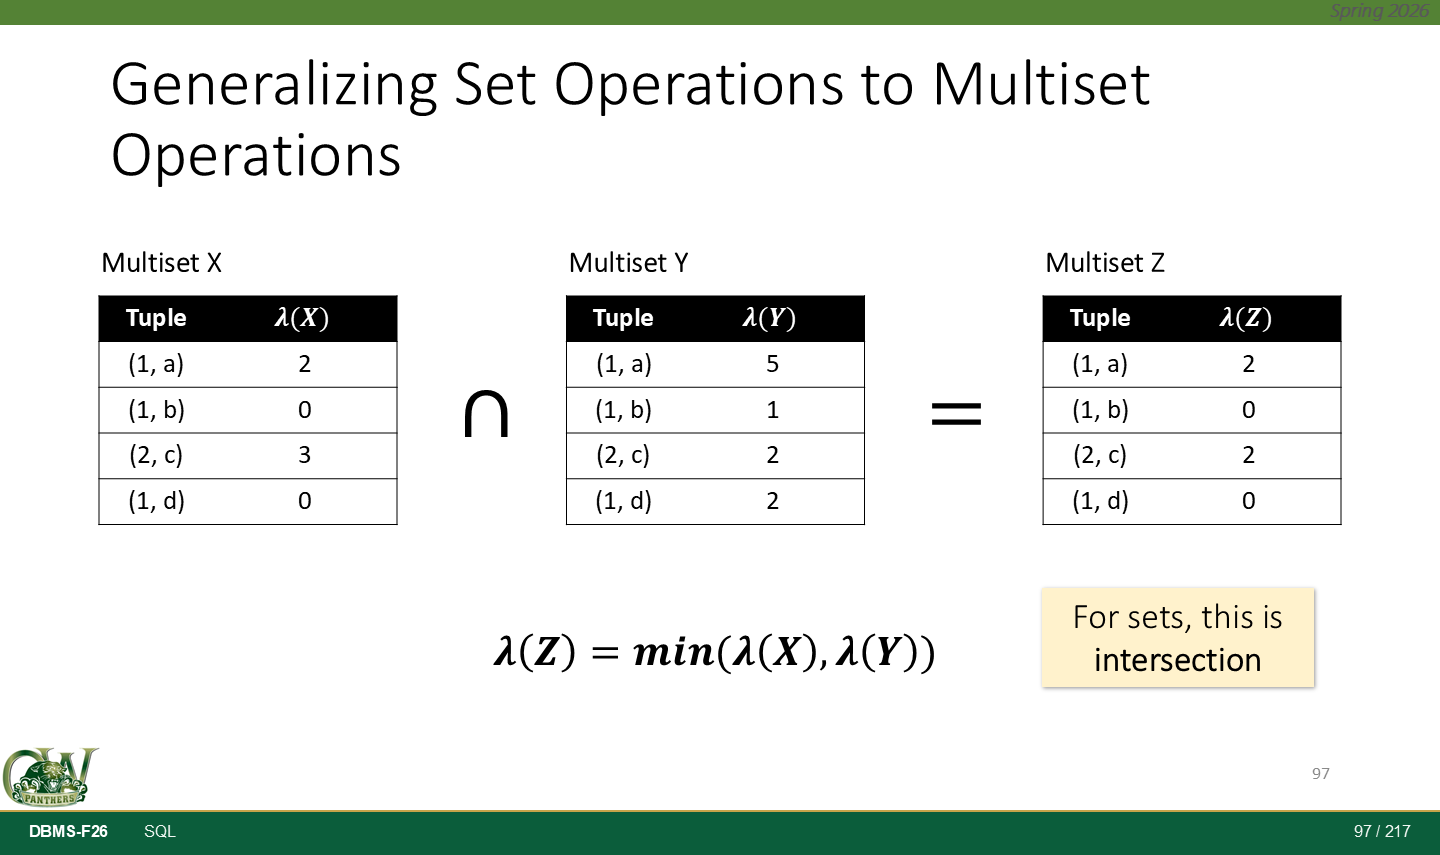 Spring 2026
Generalizing Set Operations to Multiset
Operations
Multiset X
Tuple λ(X)
(1, a) 2
(1, b) 0
(2, c) 3
(1, d) 0
∩
Multiset Y
Tuple λ(Y)
(1, a) 5
(1, b) 1
(2, c) 2
(1, d) 2
=
Multiset Z
Tuple λ(Z)
(1, a) 2
(1, b) 0
(2, c) 2
(1, d) 0
λ(Z) = min(λ(X), λ(Y))
For sets, this is
intersection
97
OW
PANTHERS
DBMS-F26 SQL 97 / 217